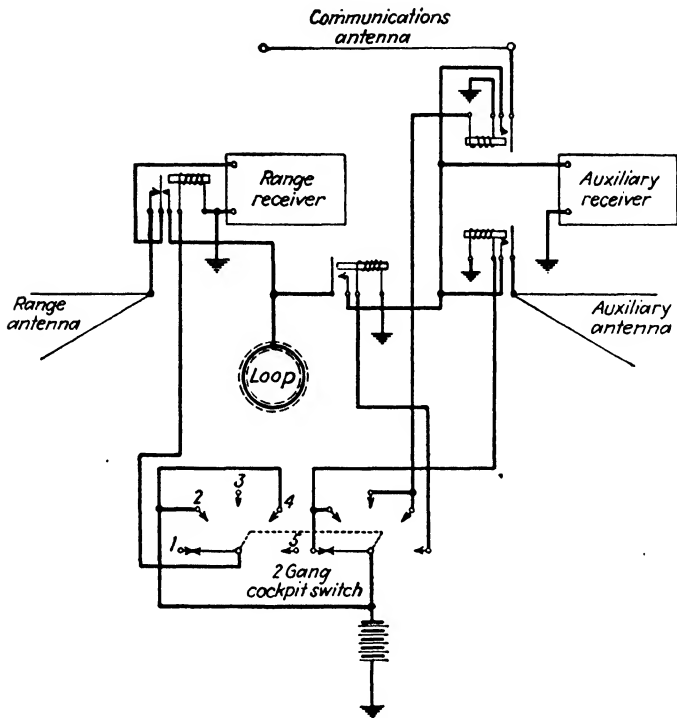 Communications
antenna
Range
receiver
Auxiliary
receiver
Range
antenna
Auxiliary
antenna
Loop
3
2
4
1
5
2 Gang
cockpit switch